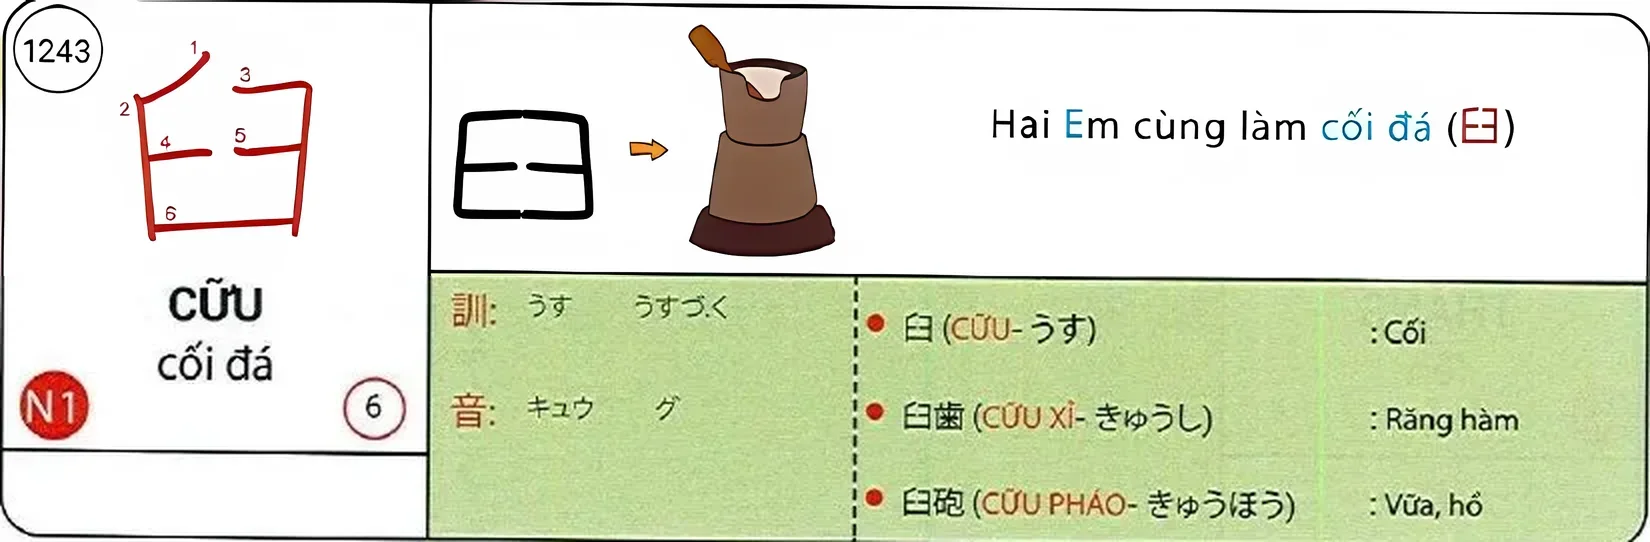 1243
1
2
3
4
5
6
CỮU
cối đá
N1
6
Hai Em cùng làm cối đá (臼)
訓: うす うすづ.く
音: キュウ グ
臼 (CỮU- うす) : Cối
臼歯 (CỮU XỈ- きゅうし) : Răng hàm
臼砲 (CỮU PHÁO- きゅうほう) : Vữa, hồ